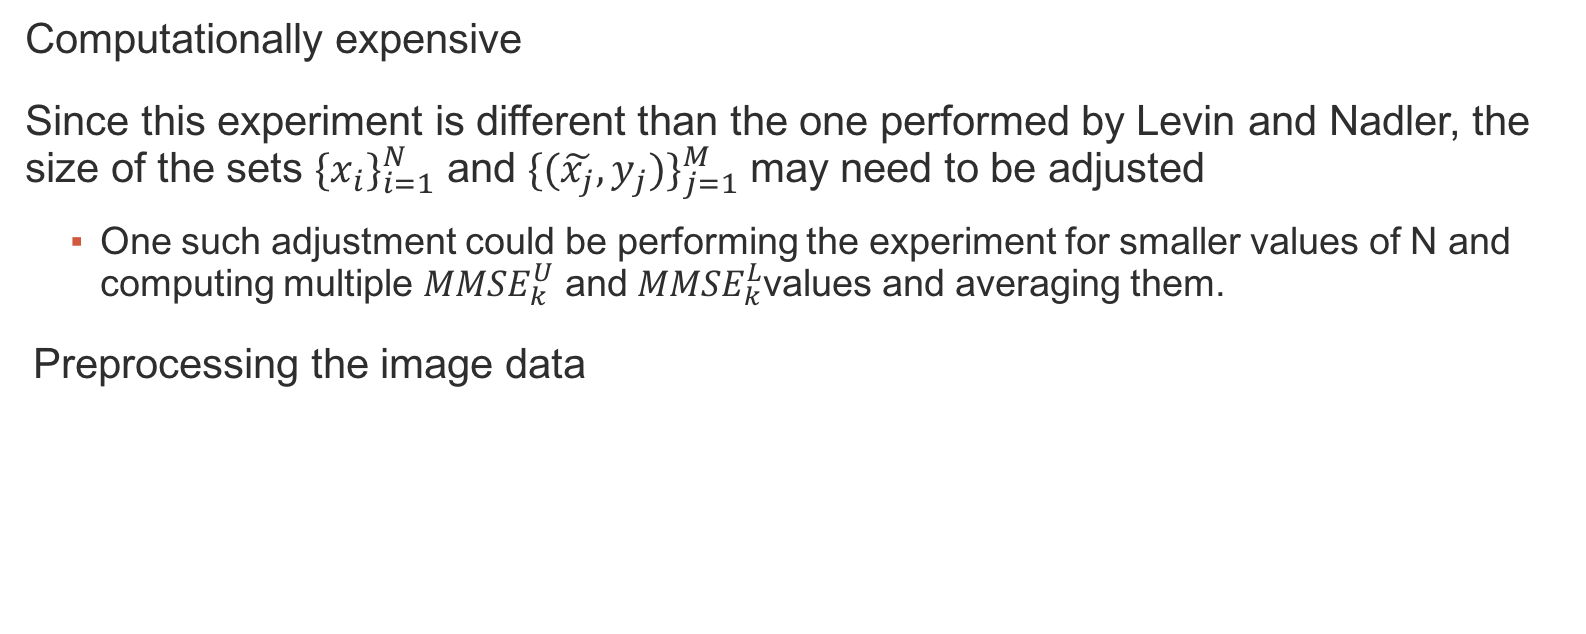 Computationally expensive
Since this experiment is different than the one performed by Levin and Nadler, the
size of the sets $\{x_i\}_{i=1}^{N}$ and $\{(\widetilde{x}_j, y_j)\}_{j=1}^{M}$ may need to be adjusted
▪ One such adjustment could be performing the experiment for smaller values of N and
computing multiple $MMSE_k^U$ and $MMSE_k^L$values and averaging them.
Preprocessing the image data